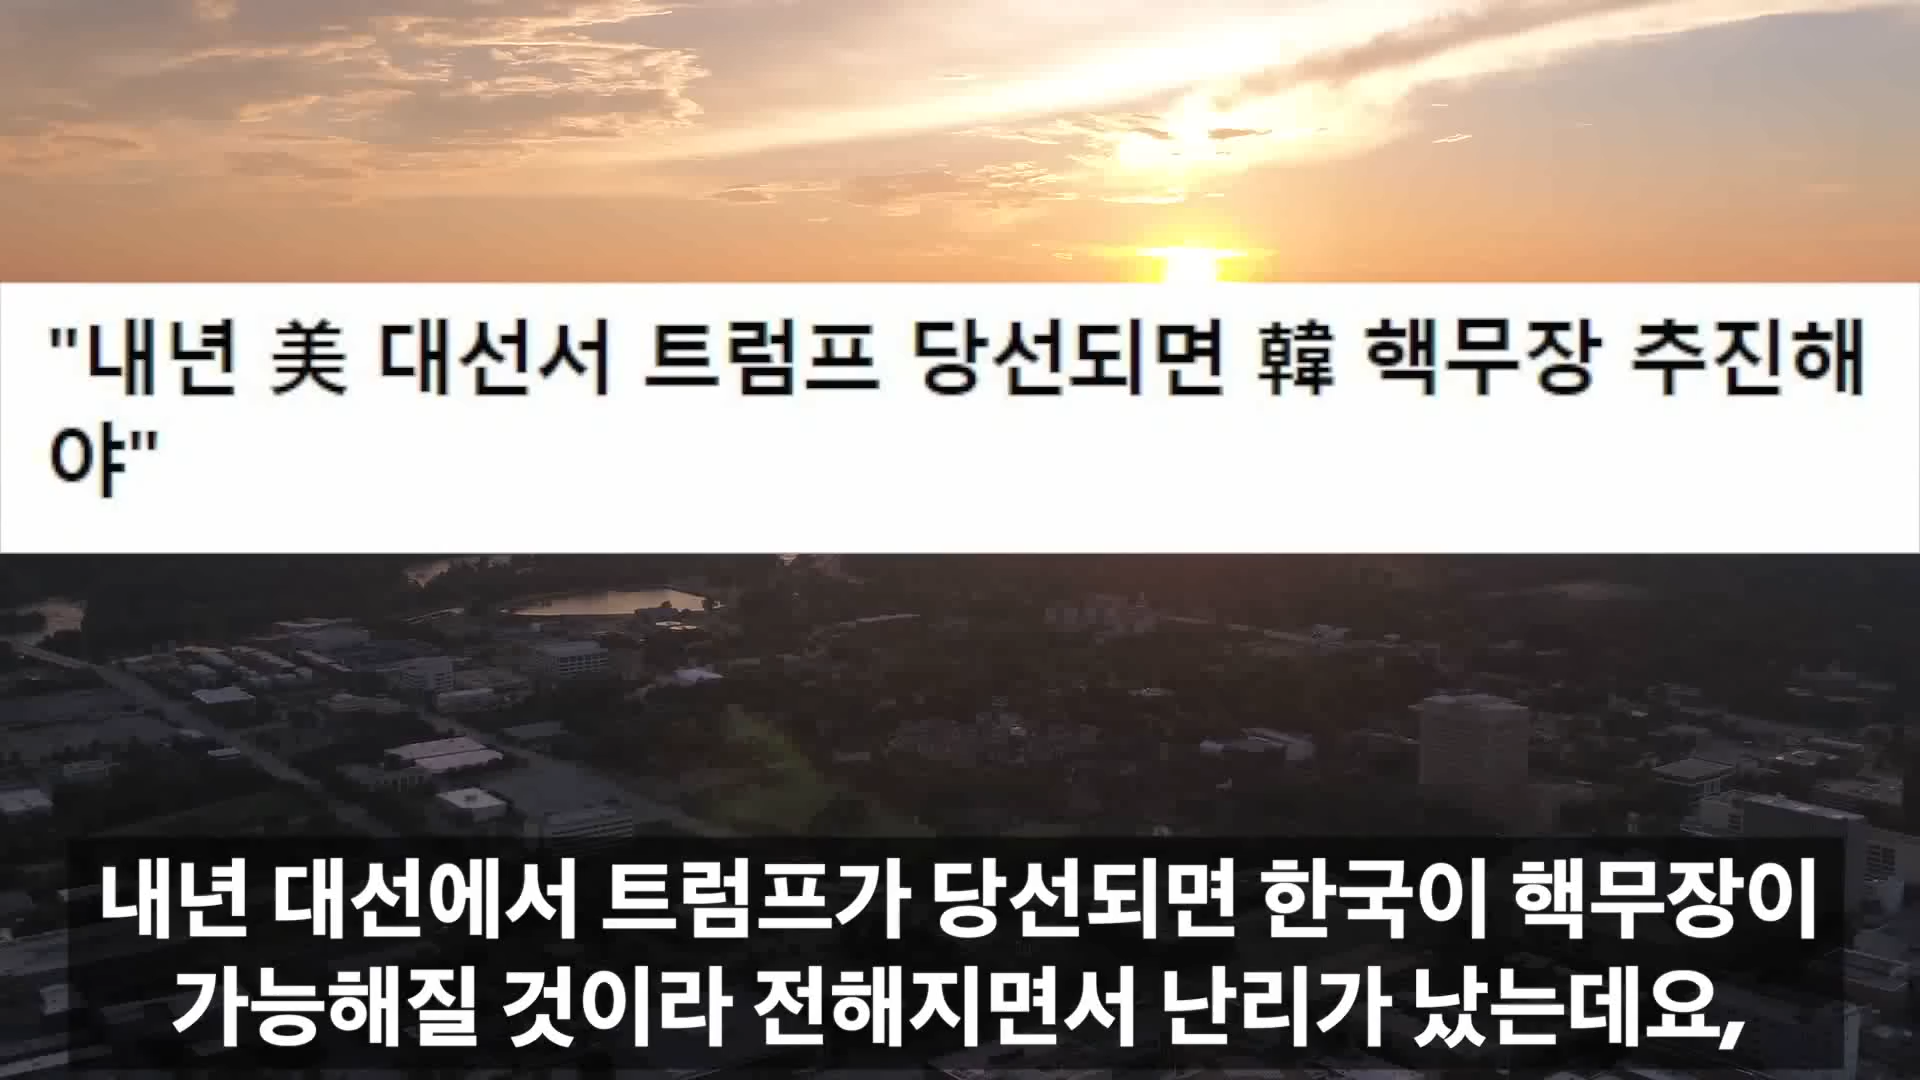 "내년 美 대선서 트럼프 당선되면 韓 핵무장 추진해
야"
내년 대선에서 트럼프가 당선되면 한국이 핵무장이
가능해질 것이라 전해지면서 난리가 났는데요,